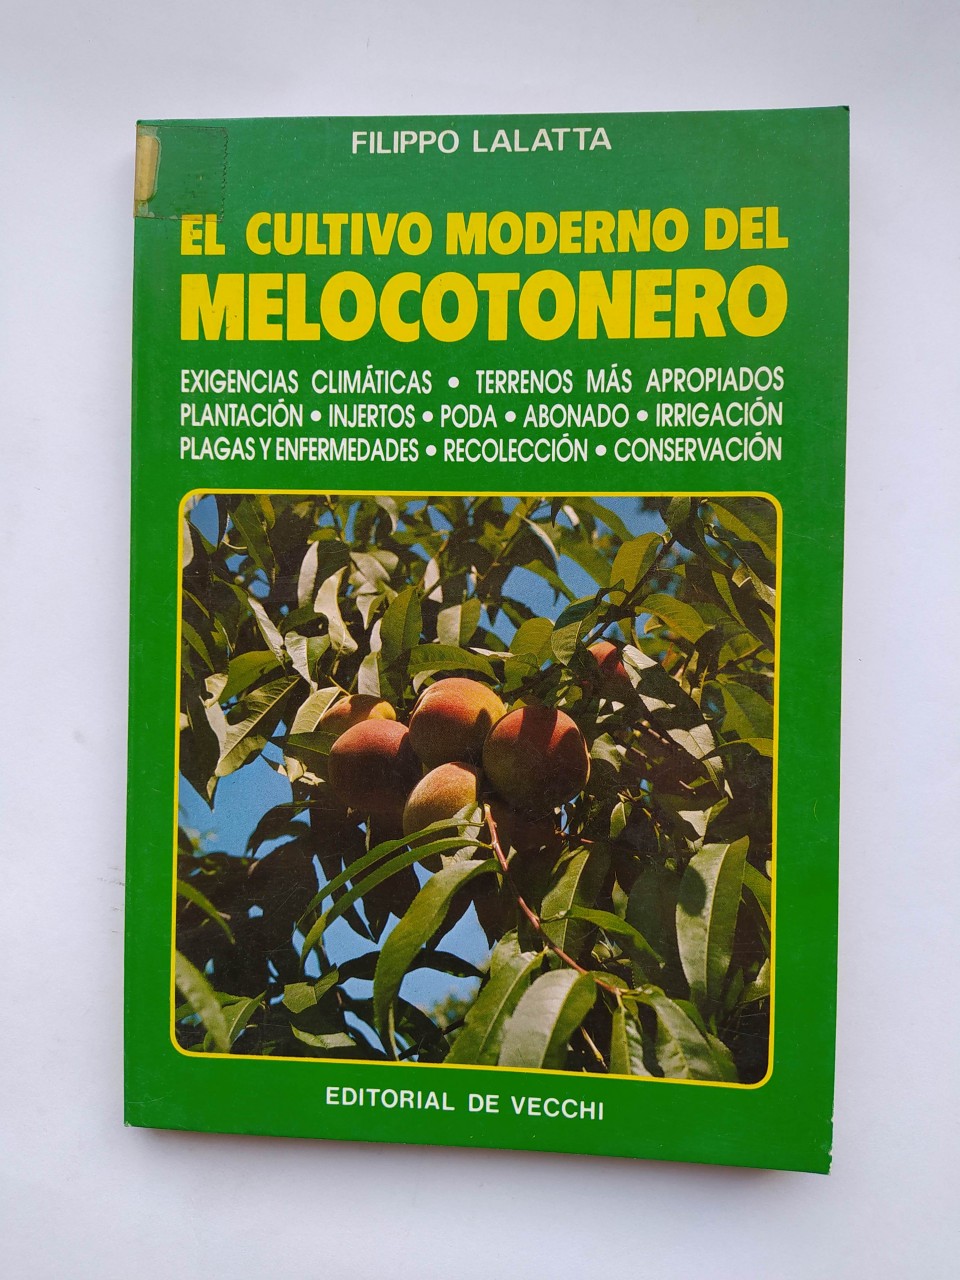 FILIPPO LALATTA
EL CULTIVO MODERNO DEL
MELOCOTONERO
EXIGENCIAS CLIMÁTICAS • TERRENOS MÁS APROPIADOS
PLANTACIÓN • INJERTOS • PODA • ABONADO • IRRIGACIÓN
PLAGAS Y ENFERMEDADES • RECOLECCIÓN • CONSERVACIÓN
EDITORIAL DE VECCHI